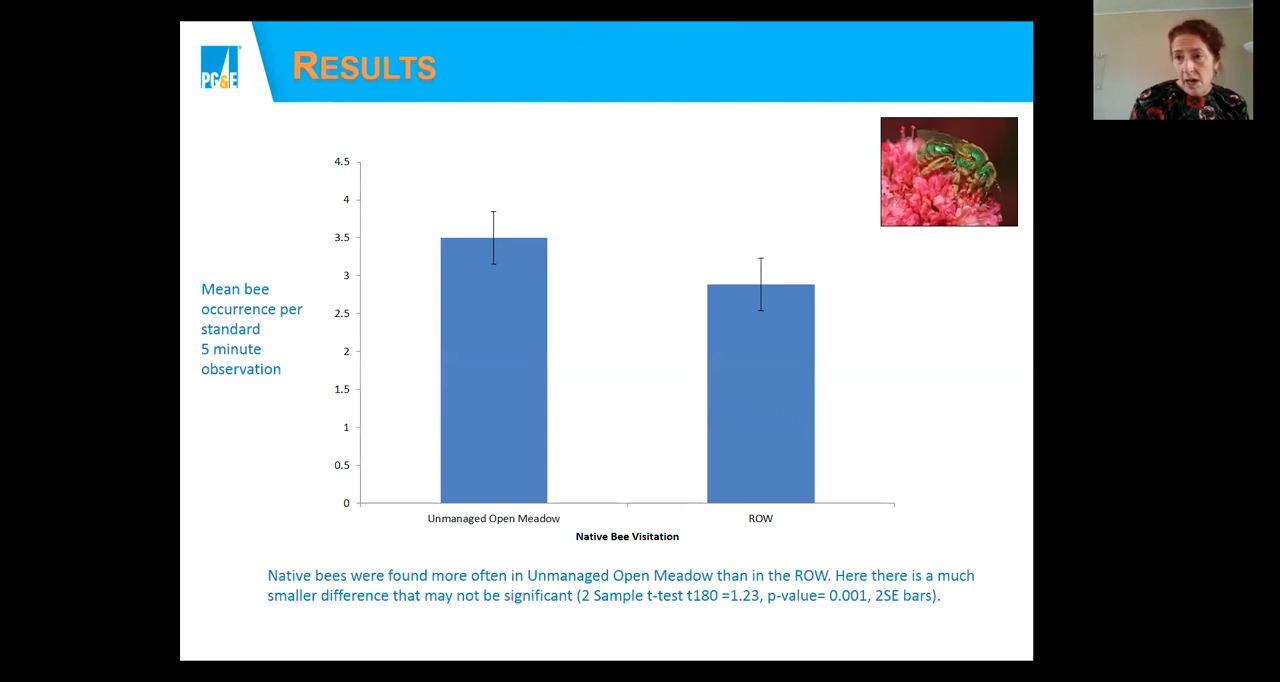 PG&E
RESULTS
4.5
4
3.5
3
2.5
2
1.5
1
0.5
0
Mean bee
occurrence per
standard
5 minute
observation
Unmanaged Open Meadow
ROW
Native Bee Visitation
Native bees were found more often in Unmanaged Open Meadow than in the ROW. Here there is a much
smaller difference that may not be significant (2 Sample t-test t180 =1.23, p-value= 0.001, 2SE bars).